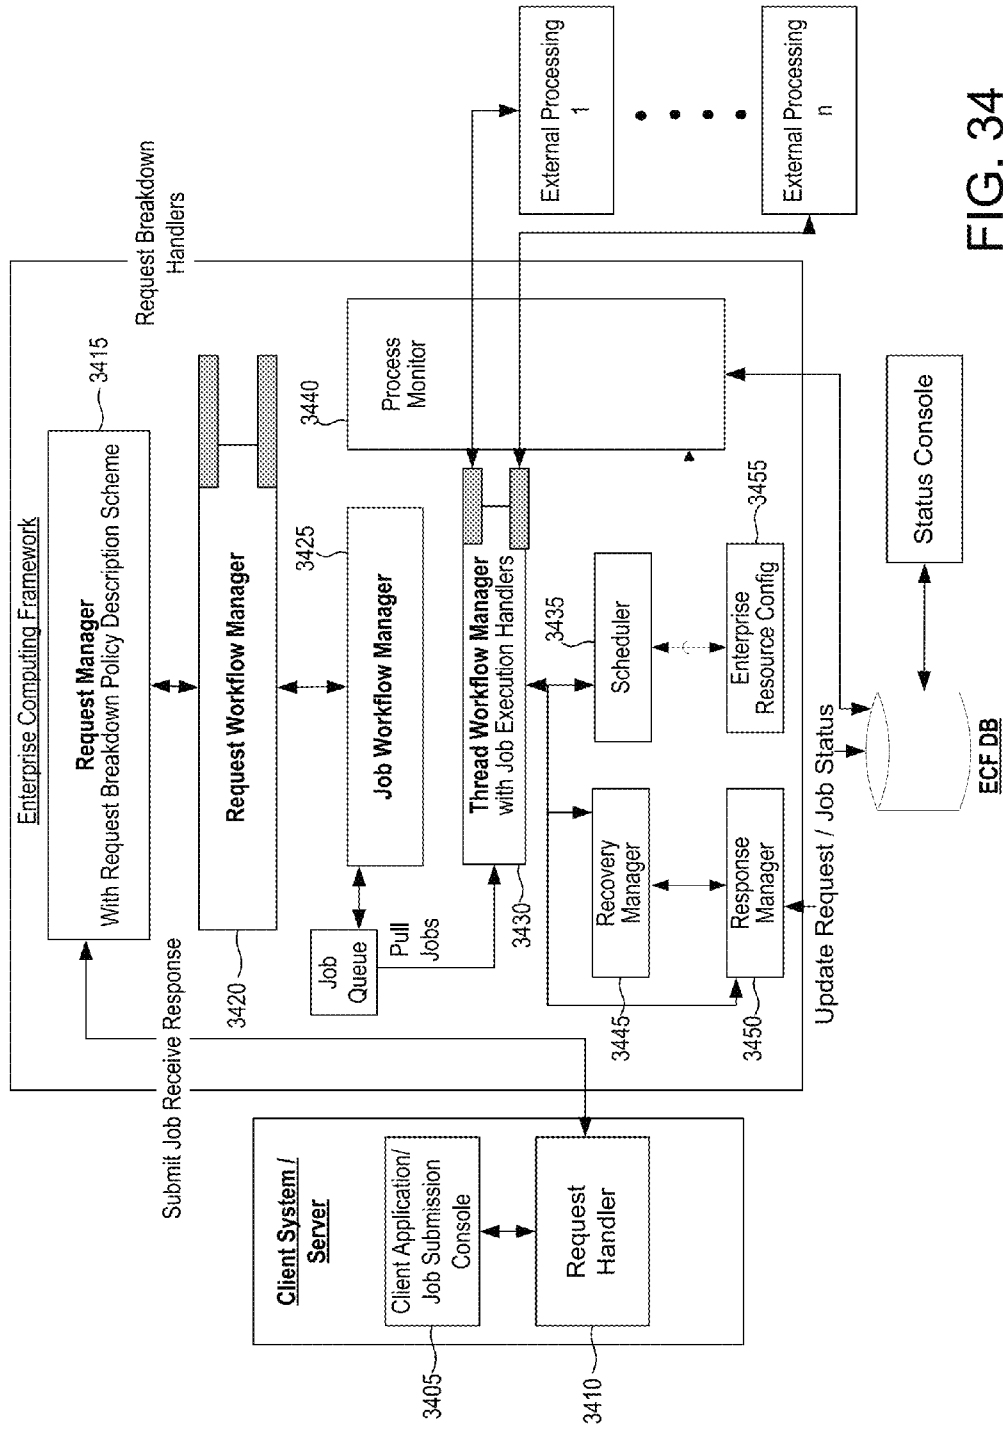 Enterprise Computing Framework
Request Manager
With Request Breakdown Policy Description Scheme
3415
Request Breakdown
Handlers
Submit Job Receive Response
Request Workflow Manager
3420
Job
Queue
Pull
Jobs
Job Workflow Manager
3425
Process
Monitor
3440
Thread Workflow Manager
with Job Execution Handlers
3430
Recovery
Manager
3445
Scheduler
3435
Response
Manager
3450
Enterprise
Resource Config
3455
External Processing
1
External Processing
n
Client System /
Server
Client Application/
Job Submission
Console
3405
Request
Handler
3410
Update Request / Job Status
ECF DB
Status Console
FIG. 34